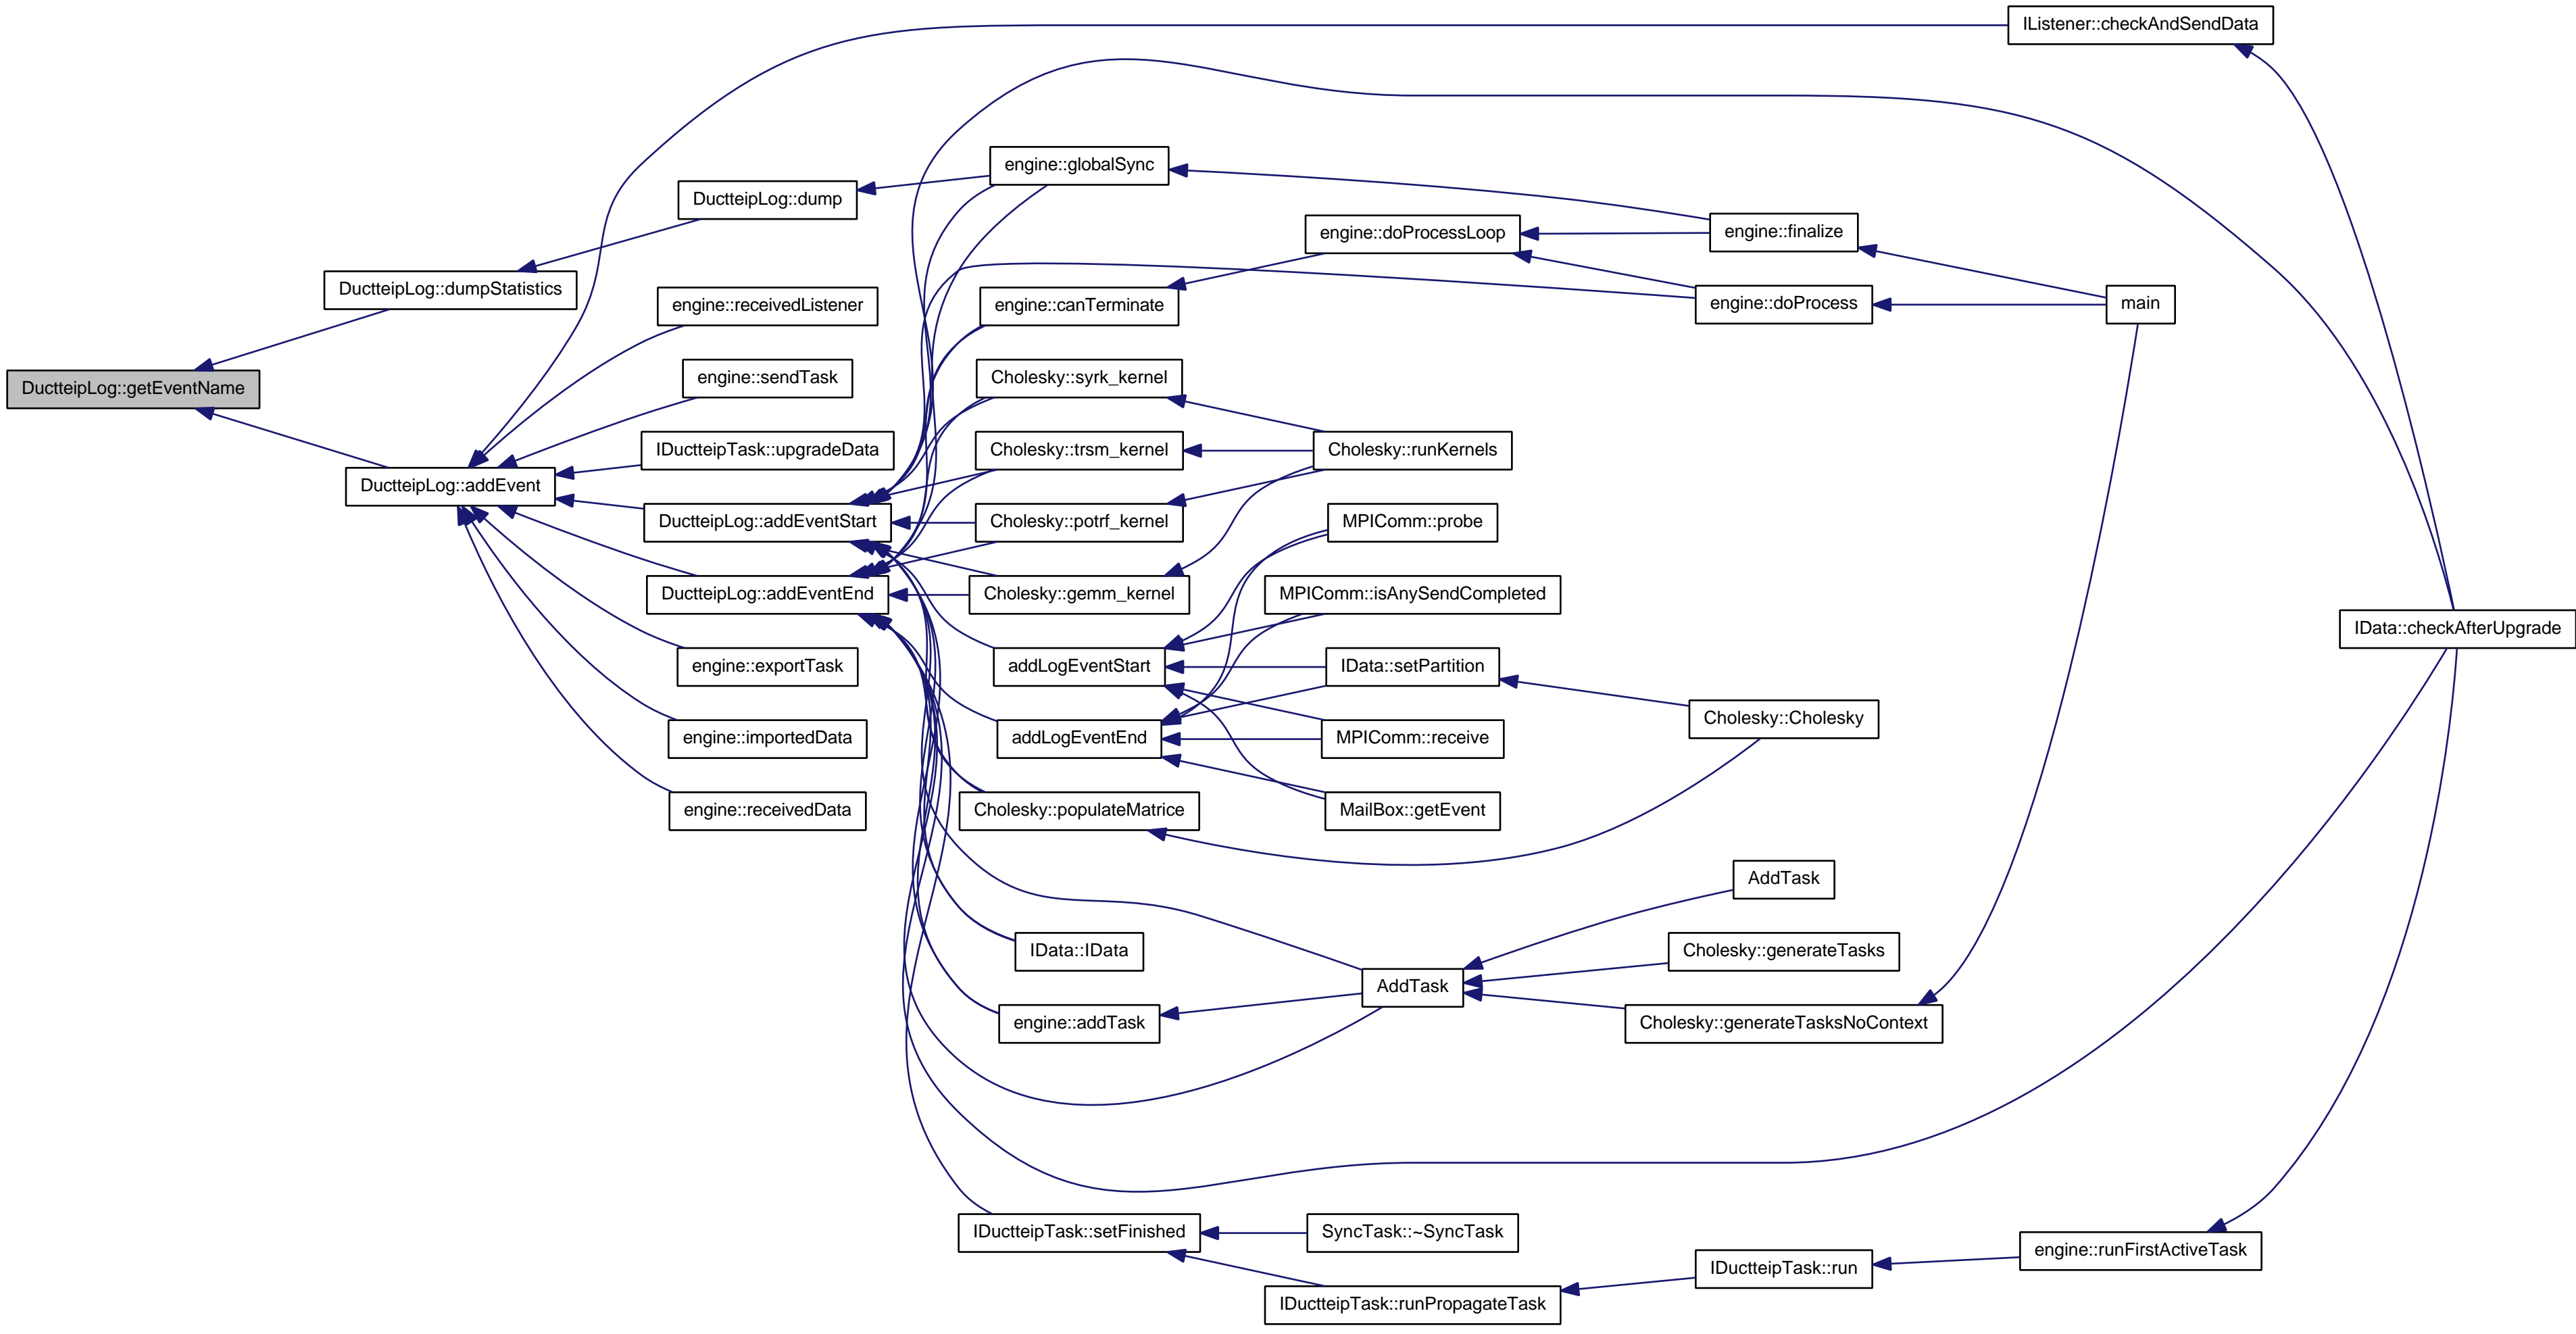 IListener::checkAndSendData
engine::globalSync
DuctteipLog::dump
engine::doProcessLoop
engine::finalize
DuctteipLog::dumpStatistics
engine::receivedListener
engine::canTerminate
engine::doProcess
main
DuctteipLog::getEventName
engine::sendTask
Cholesky::syrk_kernel
IDuctteipTask::upgradeData
Cholesky::trsm_kernel
Cholesky::runKernels
DuctteipLog::addEvent
DuctteipLog::addEventStart
Cholesky::potrf_kernel
MPIComm::probe
DuctteipLog::addEventEnd
Cholesky::gemm_kernel
MPIComm::isAnySendCompleted
IData::checkAfterUpgrade
engine::exportTask
addLogEventStart
IData::setPartition
Cholesky::Cholesky
engine::importedData
addLogEventEnd
MPIComm::receive
engine::receivedData
Cholesky::populateMatrice
MailBox::getEvent
AddTask
IData::IData
Cholesky::generateTasks
AddTask
engine::addTask
Cholesky::generateTasksNoContext
IDuctteipTask::setFinished
SyncTask::~SyncTask
engine::runFirstActiveTask
IDuctteipTask::run
IDuctteipTask::runPropagateTask